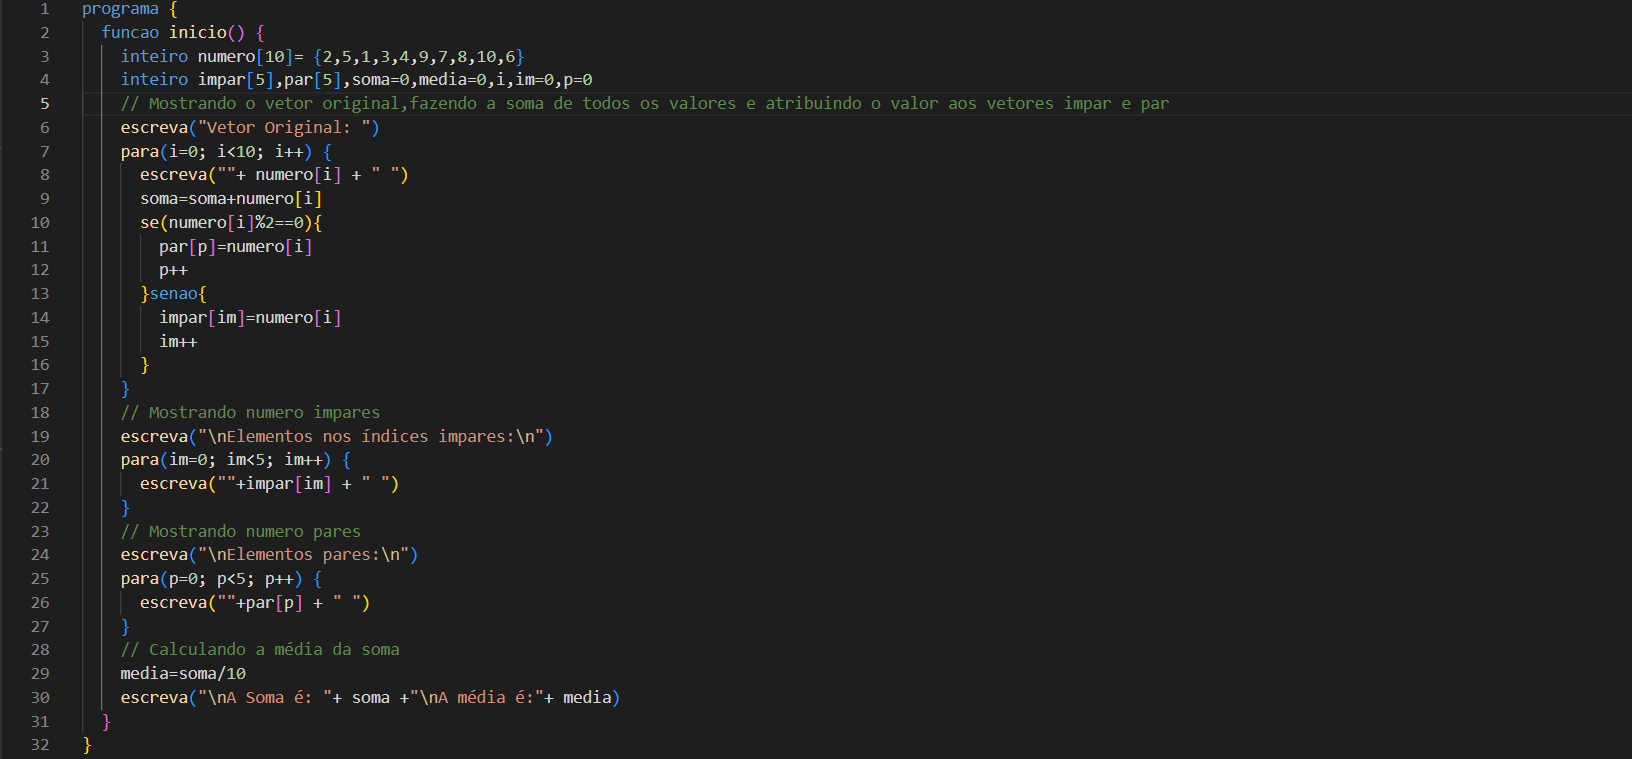 1 programa {
2 funcao inicio() {
3 inteiro numero[10]= {2,5,1,3,4,9,7,8,10,6}
4 inteiro impar[5],par[5],soma=0,media=0,i,im=0,p=0
5 // Mostrando o vetor original,fazendo a soma de todos os valores e atribuindo o valor aos vetores impar e par
6 escreva("Vetor Original: ")
7 para(i=0; i<10; i++) {
8 escreva(""+ numero[i] + " ")
9 soma=soma+numero[i]
10 se(numero[i]%2==0){
11 par[p]=numero[i]
12 p++
13 }senao{
14 impar[im]=numero[i]
15 im++
16 }
17 }
18 // Mostrando numero impares
19 escreva("\nElementos nos índices impares:\n")
20 para(im=0; im<5; im++) {
21 escreva(""+impar[im] + " ")
22 }
23 // Mostrando numero pares
24 escreva("\nElementos pares:\n")
25 para(p=0; p<5; p++) {
26 escreva(""+par[p] + " ")
27 }
28 // Calculando a média da soma
29 media=soma/10
30 escreva("\nA Soma é: "+ soma +"\nA média é:"+ media)
31 }
32 }